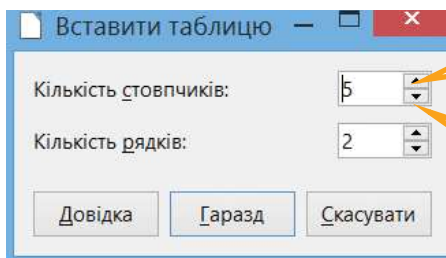 Вставити таблицю
Кількість стовпчиків: 5
Кількість рядків: 2
Довідка Гаразд Скасувати